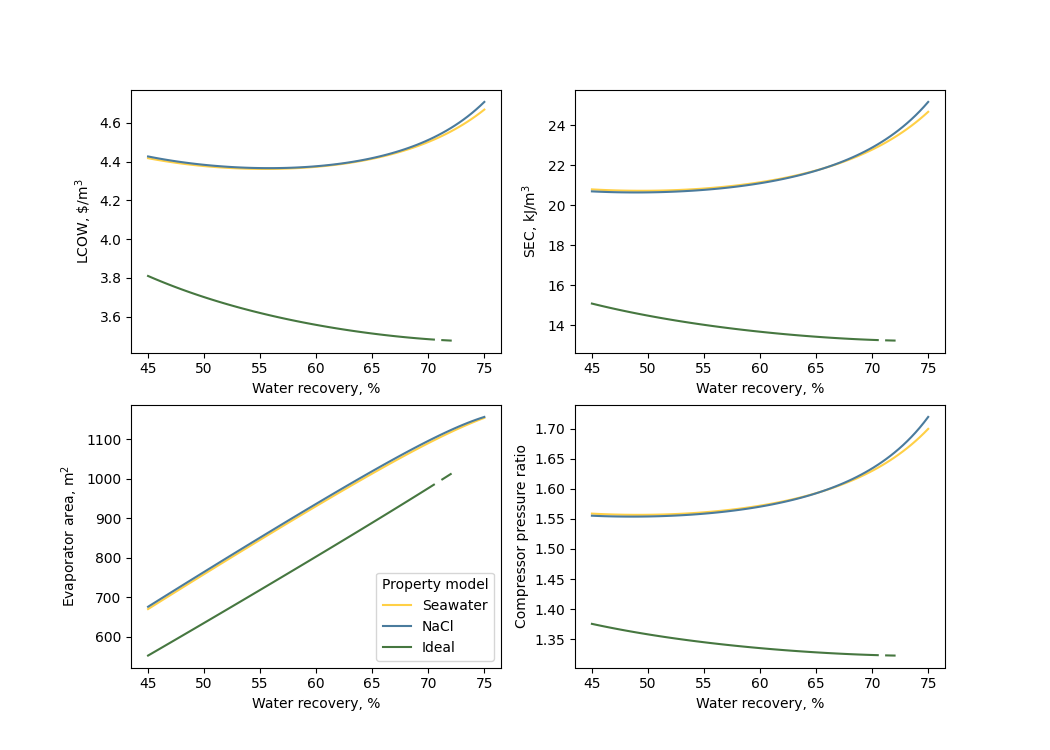 LCOW, $/m³
4.6
4.4
4.2
4.0
3.8
3.6
45 50 55 60 65 70 75
Water recovery, %
SEC, kJ/m³
24
22
20
18
16
14
45 50 55 60 65 70 75
Water recovery, %
Evaporator area, m²
1100
1000
900
800
700
600
Property model
Seawater
NaCl
Ideal
45 50 55 60 65 70 75
Water recovery, %
Compressor pressure ratio
1.70
1.65
1.60
1.55
1.50
1.45
1.40
1.35
45 50 55 60 65 70 75
Water recovery, %